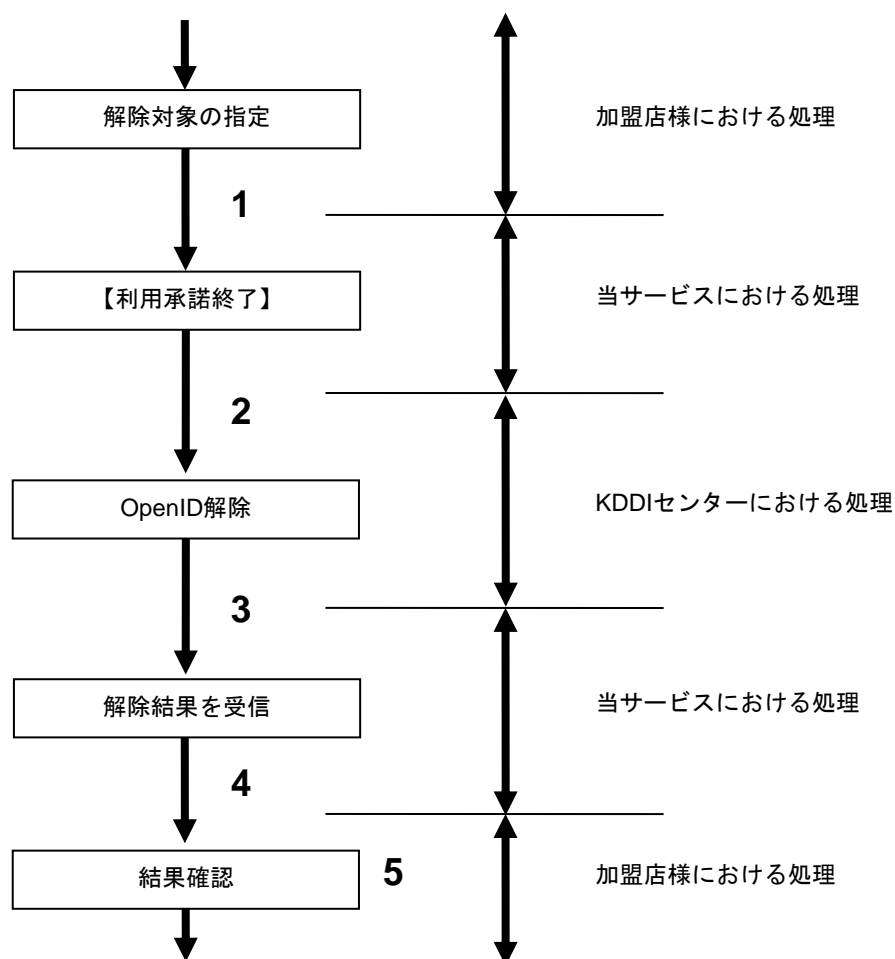 解除対象の指定
加盟店様における処理
1
【利用承諾終了】
当サービスにおける処理
2
OpenID解除
KDDIセンターにおける処理
3
解除結果を受信
当サービスにおける処理
4
結果確認
5
加盟店様における処理